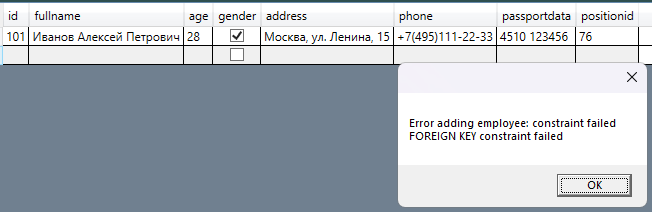 id fullname age gender address phone passportdata positionid
101 Иванов Алексей Петрович 28 Москва, ул. Ленина, 15 +7(495)111-22-33 4510 123456 76
Error adding employee: constraint failed
FOREIGN KEY constraint failed
OK